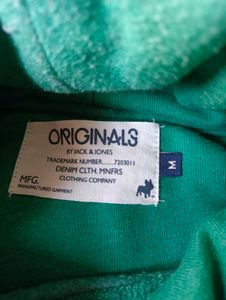 ORIGINALS
BY JACK & JONES
TRADEMARK NUMBER.......7203011
DENIM CLTH. MNFRS
CLOTHING COMPANY
MFG.
MANUFACTURED GARMENT
M